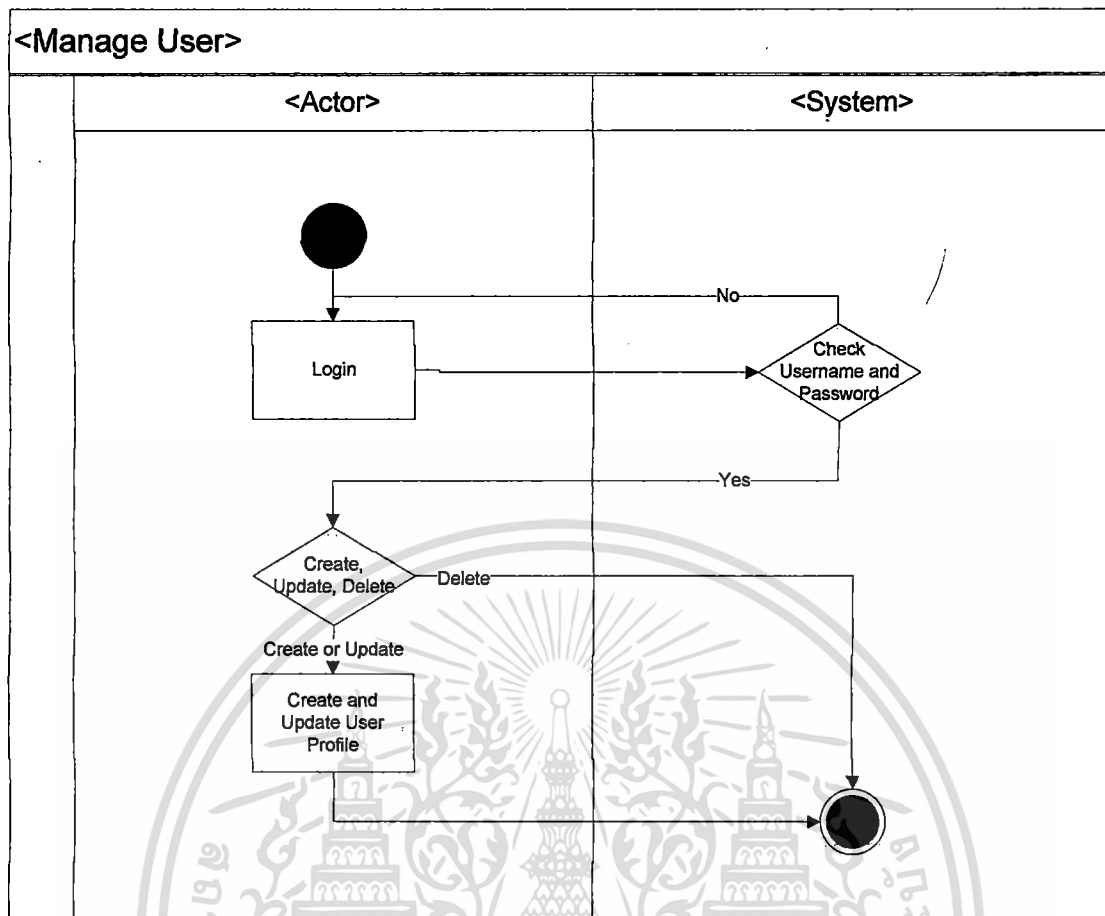 <Manage User>
<Actor>
<System>
No
Login
Check
Username and
Password
Yes
Create,
Update, Delete
Delete
Create or Update
Create and
Update User
Profile